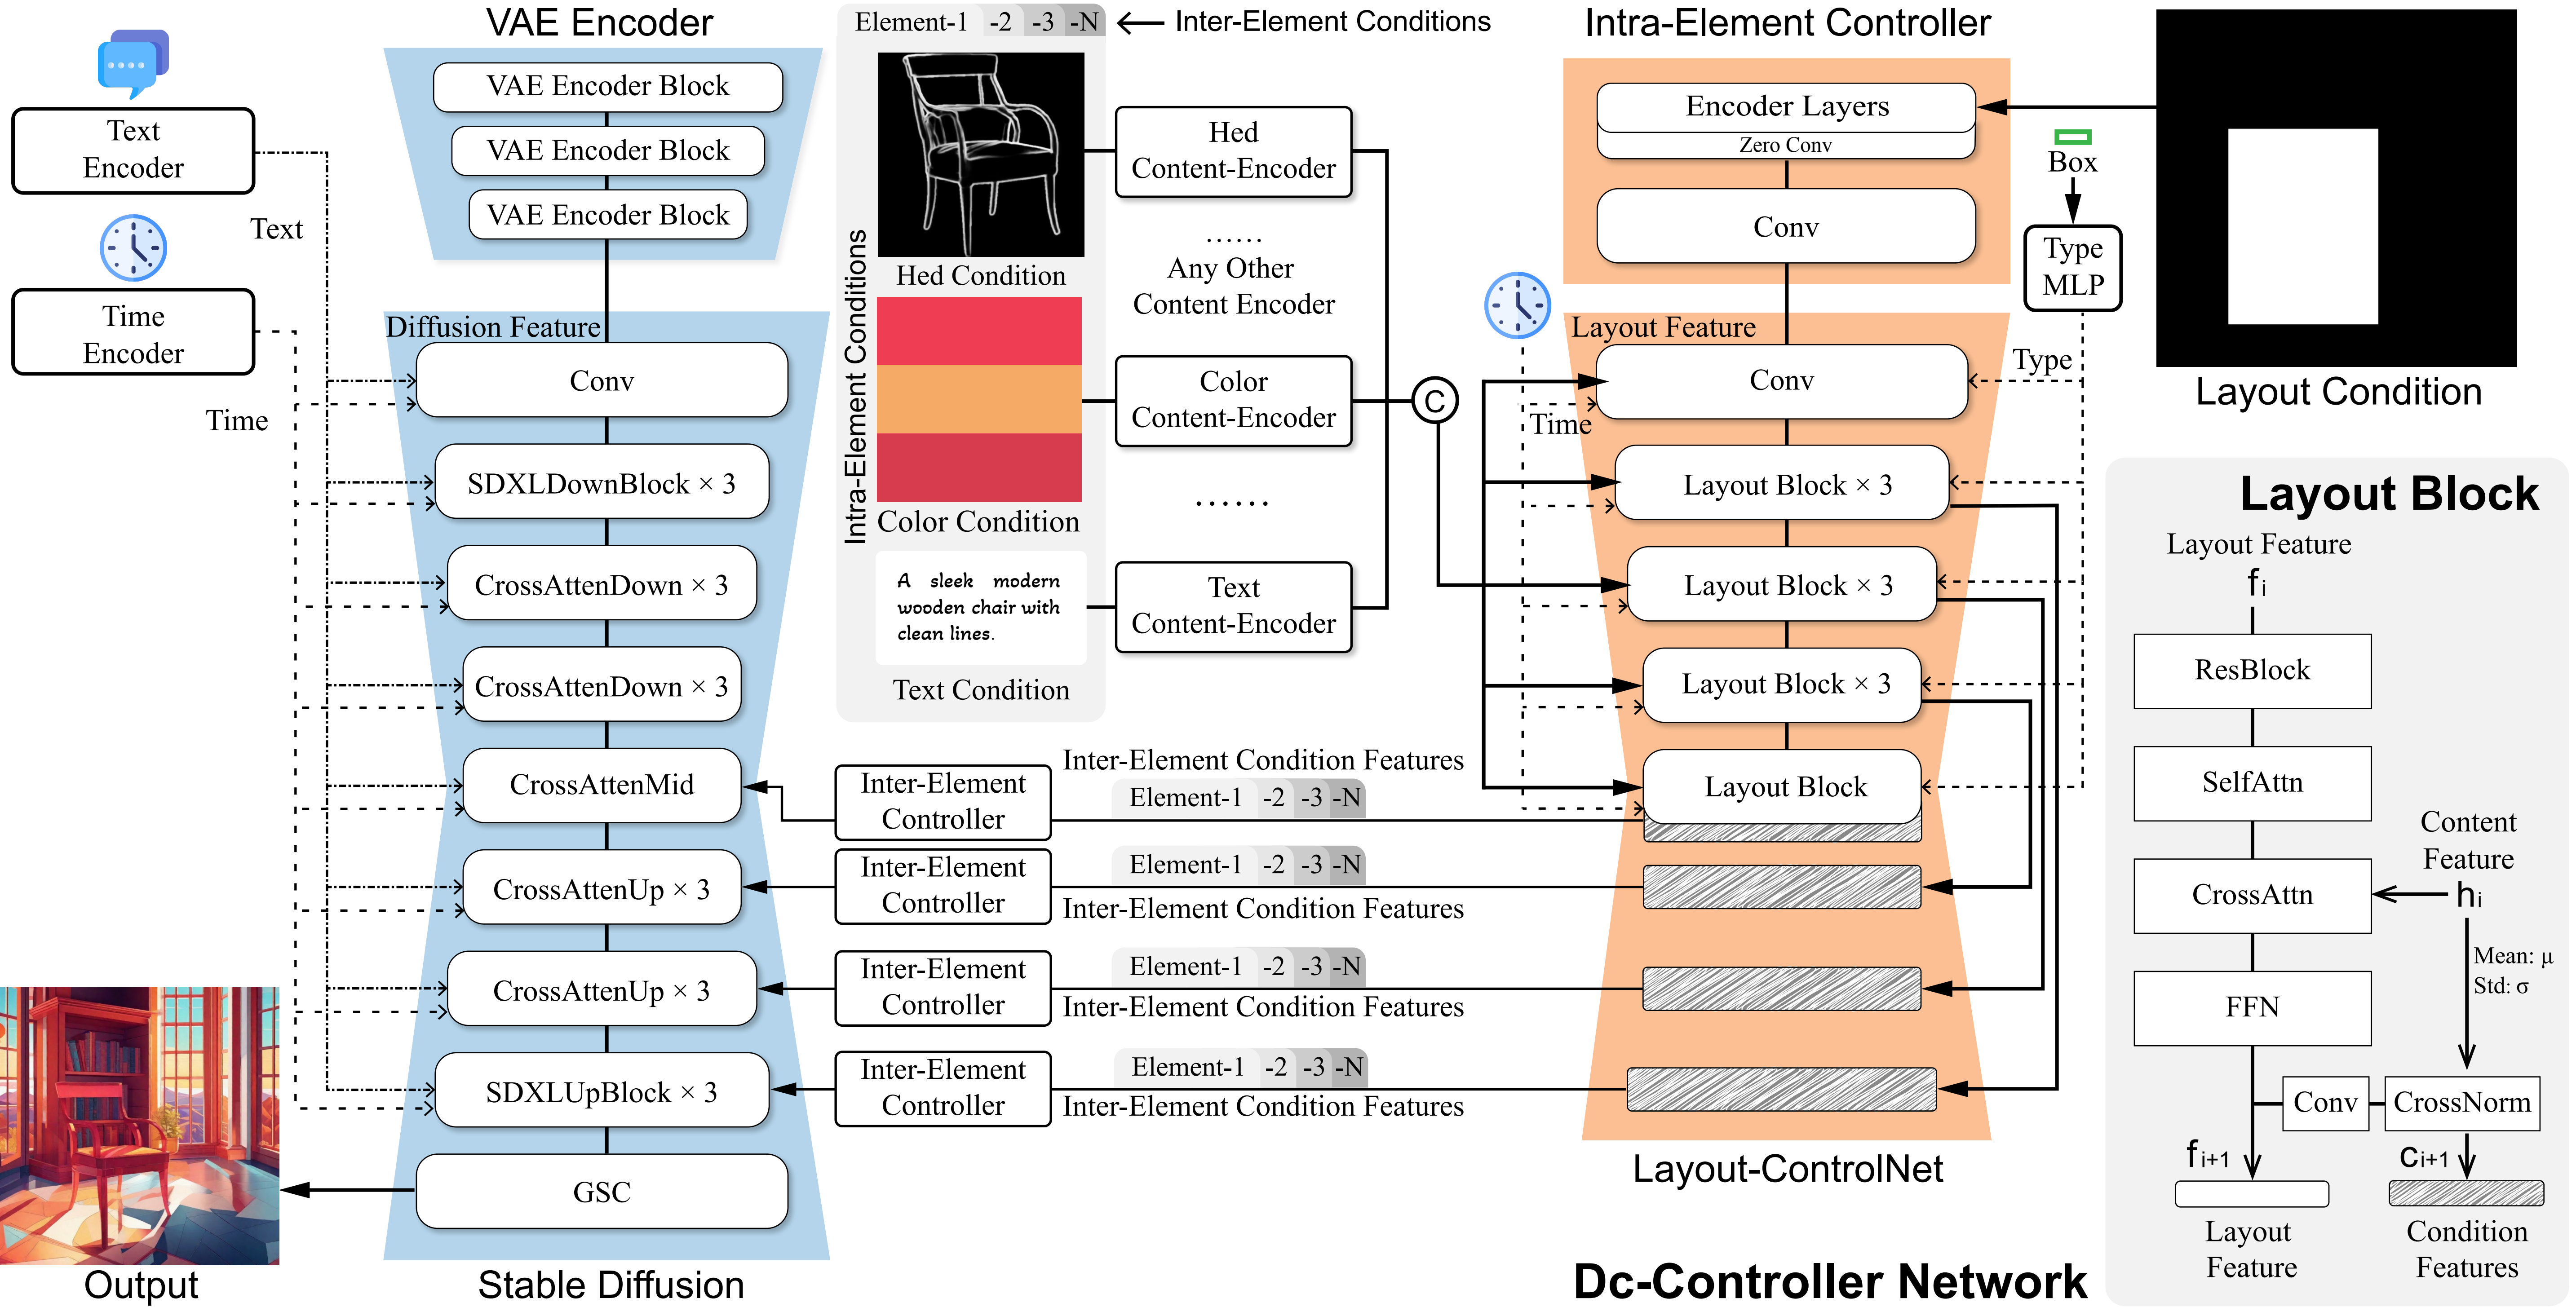 VAE Encoder
VAE Encoder Block
VAE Encoder Block
VAE Encoder Block
Text
Encoder
Time
Encoder
Text
Time
Diffusion Feature
Conv
SDXLDownBlock × 3
CrossAttenDown × 3
CrossAttenDown × 3
CrossAttenMid
CrossAttenUp × 3
CrossAttenUp × 3
SDXLUpBlock × 3
GSC
Output
Stable Diffusion
Element-1 -2 -3 -N
Inter-Element Conditions
Intra-Element Conditions
Hed Condition
Color Condition
A sleek modern
wooden chair with
clean lines.
Text Condition
Hed
Content-Encoder
......
Any Other
Content Encoder
Color
Content-Encoder
......
Text
Content-Encoder
C
Inter-Element
Controller
Inter-Element Condition Features
Element-1 -2 -3 -N
Inter-Element
Controller
Element-1 -2 -3 -N
Inter-Element Condition Features
Inter-Element
Controller
Element-1 -2 -3 -N
Inter-Element Condition Features
Inter-Element
Controller
Element-1 -2 -3 -N
Inter-Element Condition Features
Intra-Element Controller
Encoder Layers
Zero Conv
Conv
Box
Type
MLP
Layout Feature
Type
Time
Conv
Layout Block × 3
Layout Block × 3
Layout Block × 3
Layout Block
Layout-ControlNet
Dc-Controller Network
Layout Condition
Layout Block
Layout Feature
fi
ResBlock
SelfAttn
CrossAttn
FFN
Content
Feature
hi
Mean: μ
Std: σ
Conv
CrossNorm
fi+1
ci+1
Layout
Feature
Condition
Features